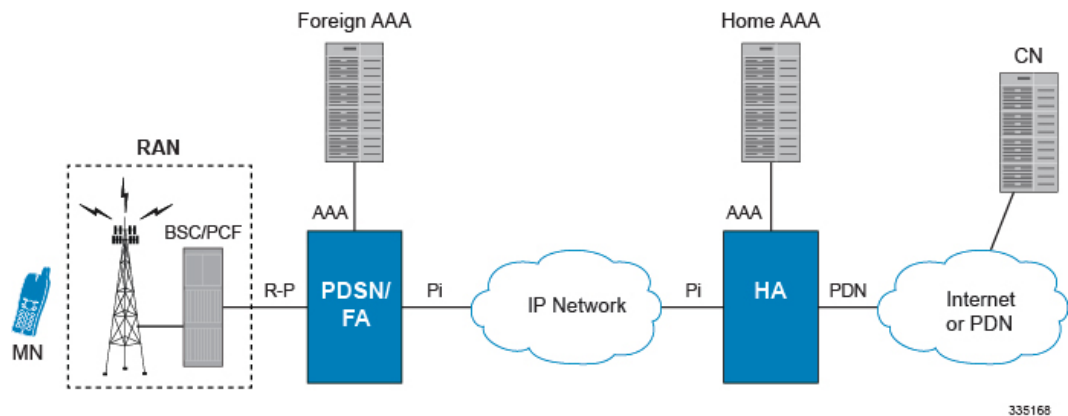 Foreign AAA
Home AAA
CN
RAN
BSC/PCF
AAA
AAA
MN
R-P
PDSN/
FA
Pi
IP Network
Pi
HA
PDN
Internet
or PDN
335168